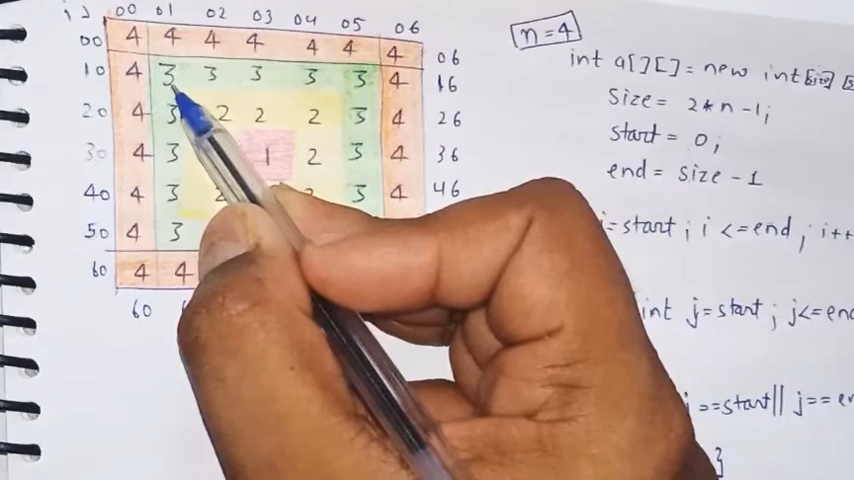 i J 00 01 02 03 04 05 06
00 4 4 4 4 4 4 4 06
10 4 3 3 3 3 3 4 16
20 4 3 2 2 2 3 4 26
30 4 3 1 2 3 4 36
40 4 3 2 3 4 46
50 4 3
60 4 4
60
n=4
int a[][]= new int[size][s
size = 2*n-1;
start = 0;
end = size -1
i=start; i<=end; i++
int j=start; j<=en
==start|| j==e
}